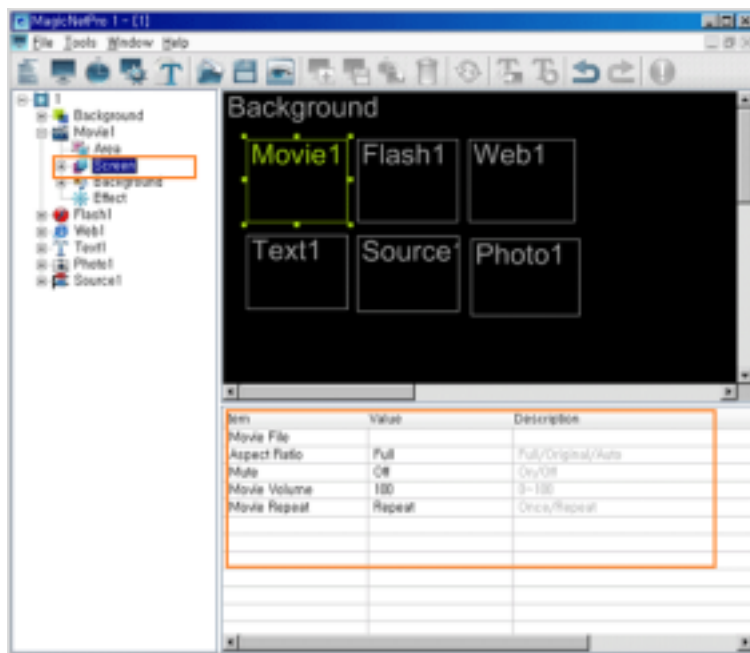 MagicNetPro 1 - [1]
File Tools Window Help
1
Background
Movie1
Area
Screen
Background
Effect
Flash1
Web1
Text1
Photo1
Source1
Background
Movie1 Flash1 Web1
Text1 Source Photo1
Item Value Description
Movie File
Aspect Ratio Full Full/Original/Auto
Mute Off On/Off
Movie Volume 100 0~100
Movie Repeat Repeat Once/Repeat